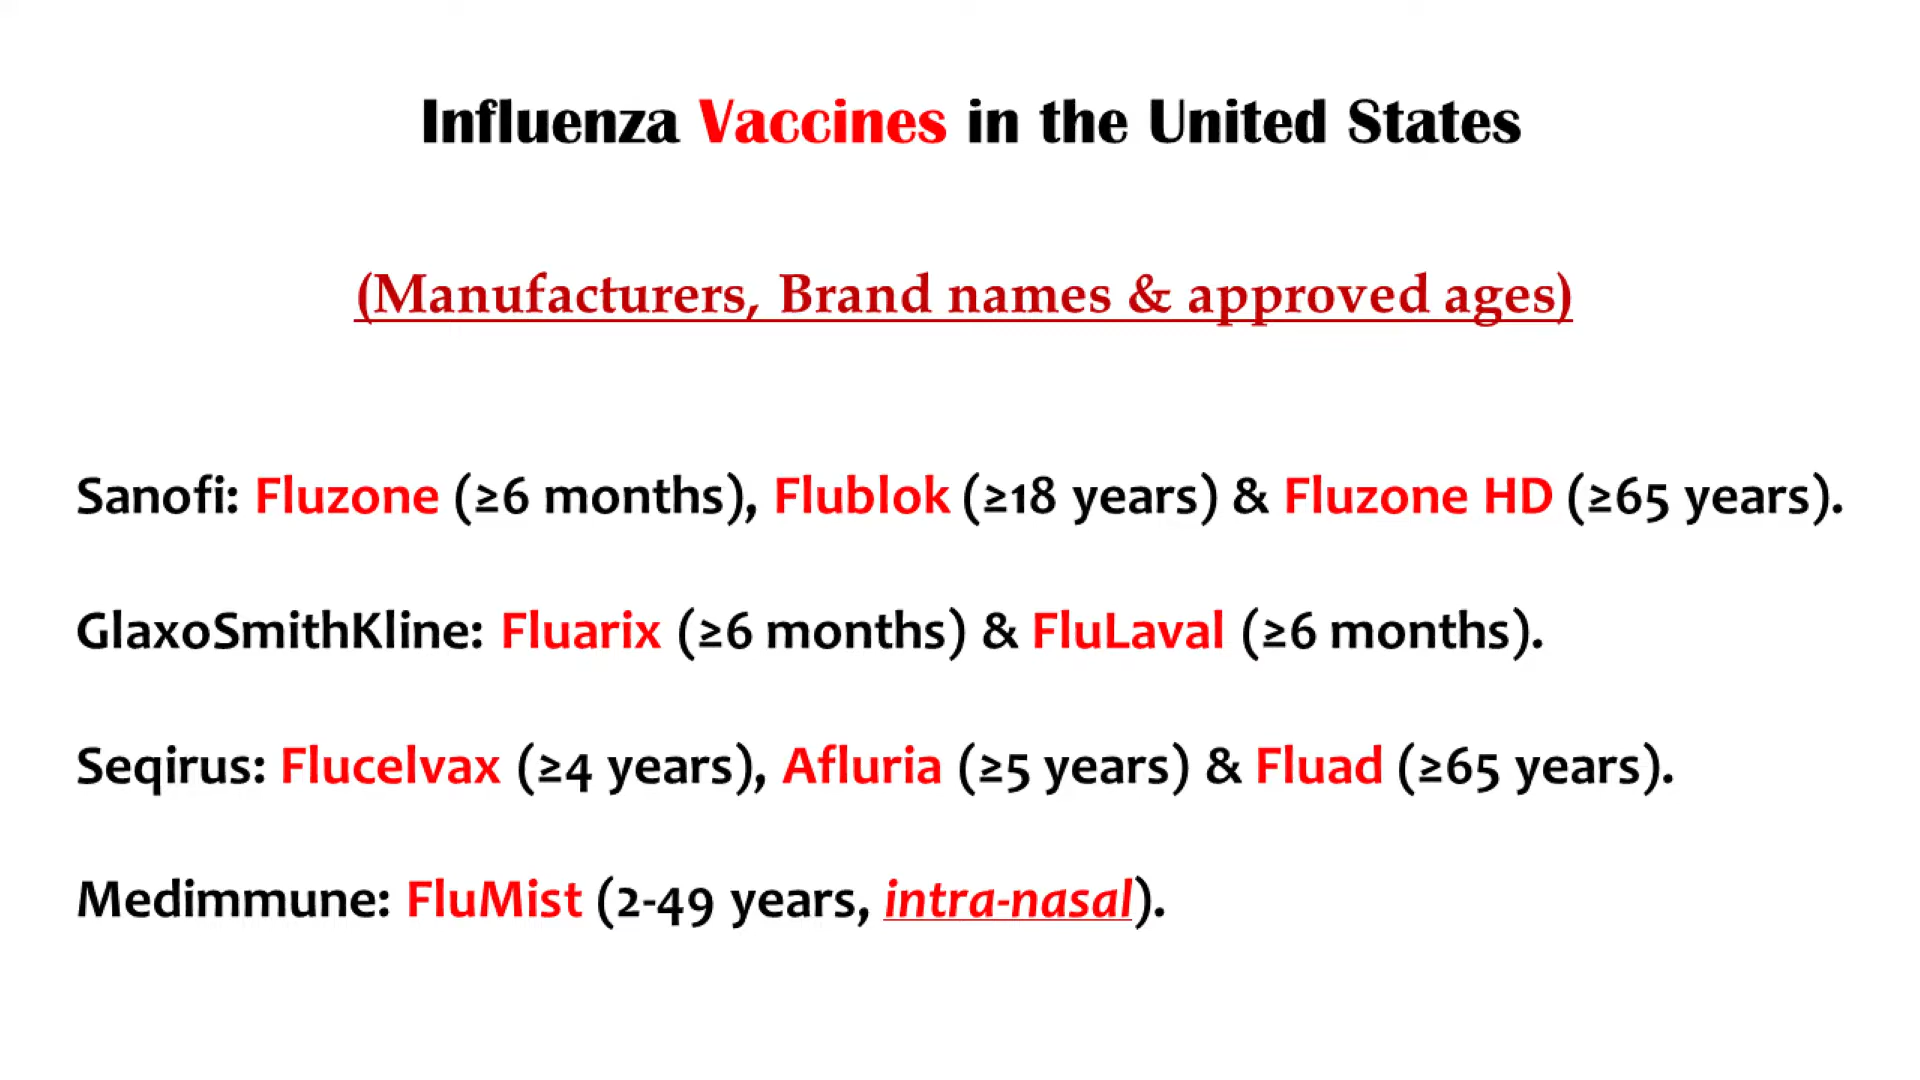 Influenza Vaccines in the United States
(Manufacturers, Brand names & approved ages)
Sanofi: Fluzone (≥6 months), Flublok (≥18 years) & Fluzone HD (≥65 years).
GlaxoSmithKline: Fluarix (≥6 months) & FluLaval (≥6 months).
Seqirus: Flucelvax (≥4 years), Afluria (≥5 years) & Fluad (≥65 years).
Medimmune: FluMist (2-49 years, intra-nasal).